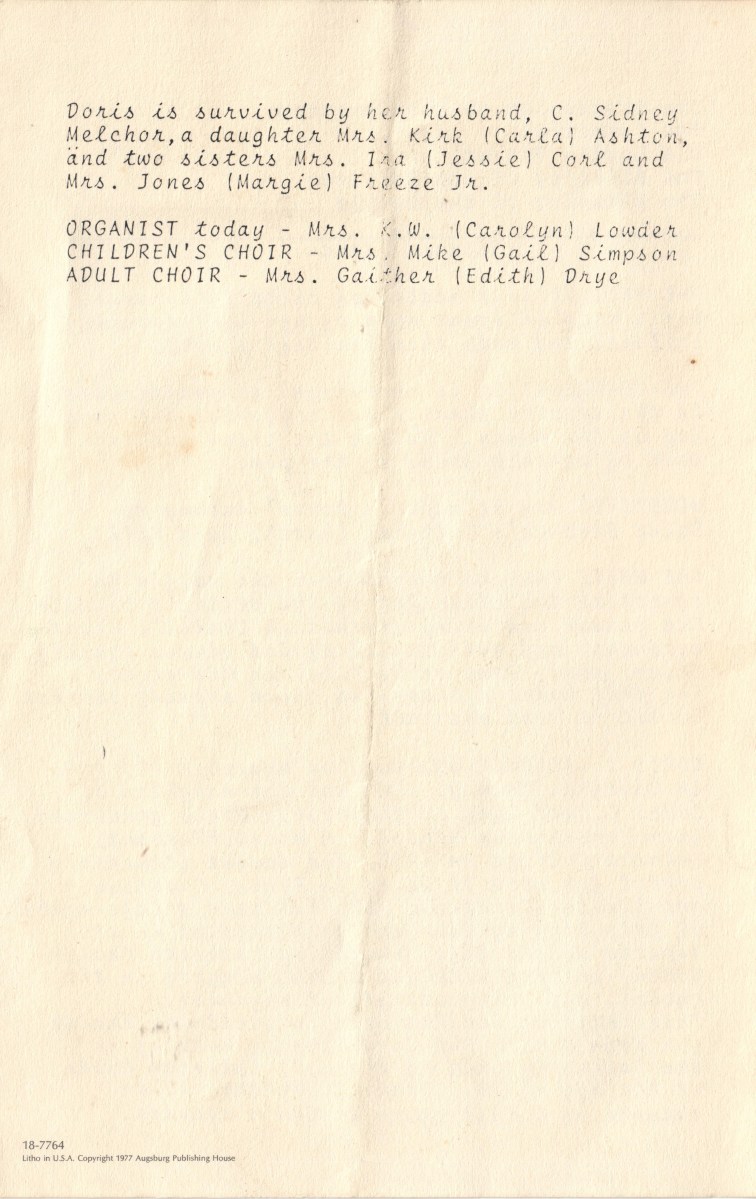 Doris is survived by her husband, C. Sidney
Melchor, a daughter Mrs. Kirk (Carla) Ashton,
and two sisters Mrs. Ira (Jessie) Corl and
Mrs. Jones (Margie) Freeze Jr.
ORGANIST today - Mrs. K.W. (Carolyn) Lowder
CHILDREN'S CHOIR - Mrs. Mike (Gail) Simpson
ADULT CHOIR - Mrs. Gaither (Edith) Drye
18-7764
Litho in U.S.A. Copyright 1977 Augsburg Publishing House